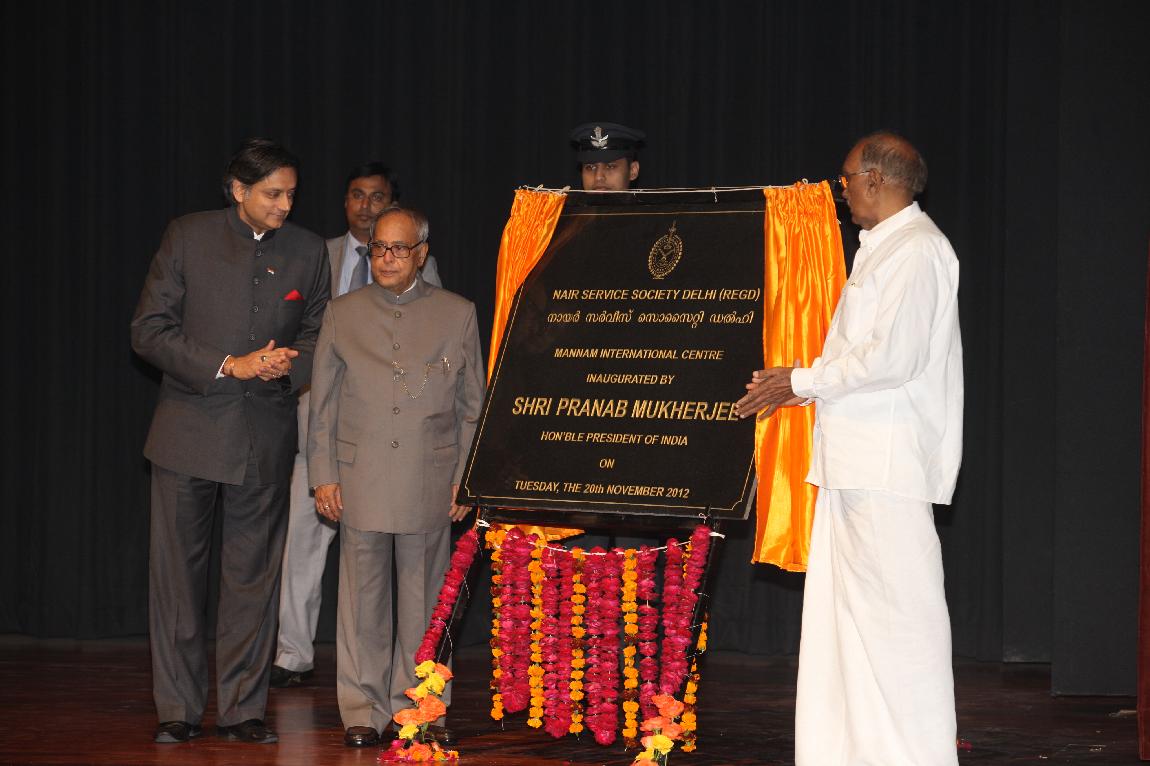 NAIR SERVICE SOCIETY DELHI (REGD)
നായർ സർവീസ് സൊസൈറ്റി ഡൽഹി
MANNAM INTERNATIONAL CENTRE
INAUGURATED BY
SHRI PRANAB MUKHERJEE
HON'BLE PRESIDENT OF INDIA
ON
TUESDAY, THE 20th NOVEMBER 2012